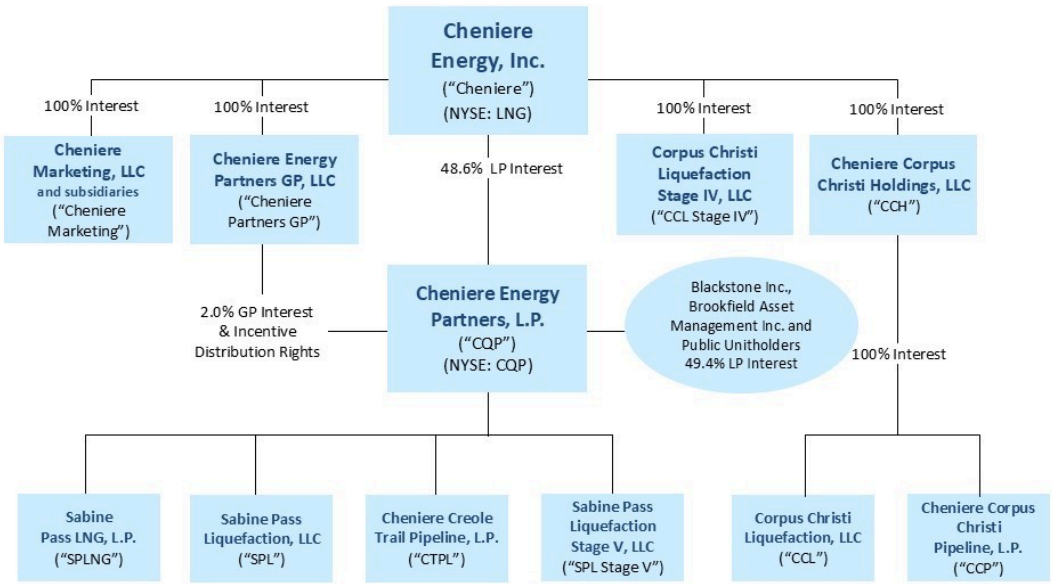 Cheniere
Energy, Inc.
(“Cheniere”)
(NYSE: LNG)
100% Interest
100% Interest
100% Interest
100% Interest
Cheniere
Marketing, LLC
and subsidiaries
(“Cheniere
Marketing”)
Cheniere Energy
Partners GP, LLC
(“Cheniere
Partners GP”)
48.6% LP Interest
Corpus Christi
Liquefaction
Stage IV, LLC
(“CCL Stage IV”)
Cheniere Corpus
Christi Holdings, LLC
(“CCH”)
2.0% GP Interest
& Incentive
Distribution Rights
Cheniere Energy
Partners, L.P.
(“CQP”)
(NYSE: CQP)
Blackstone Inc.,
Brookfield Asset
Management Inc. and
Public Unitholders
49.4% LP Interest
100% Interest
Sabine
Pass LNG, L.P.
(“SPLNG”)
Sabine Pass
Liquefaction, LLC
(“SPL”)
Cheniere Creole
Trail Pipeline, L.P.
(“CTPL”)
Sabine Pass
Liquefaction
Stage V, LLC
(“SPL Stage V”)
Corpus Christi
Liquefaction, LLC
(“CCL”)
Cheniere Corpus
Christi
Pipeline, L.P.
(“CCP”)